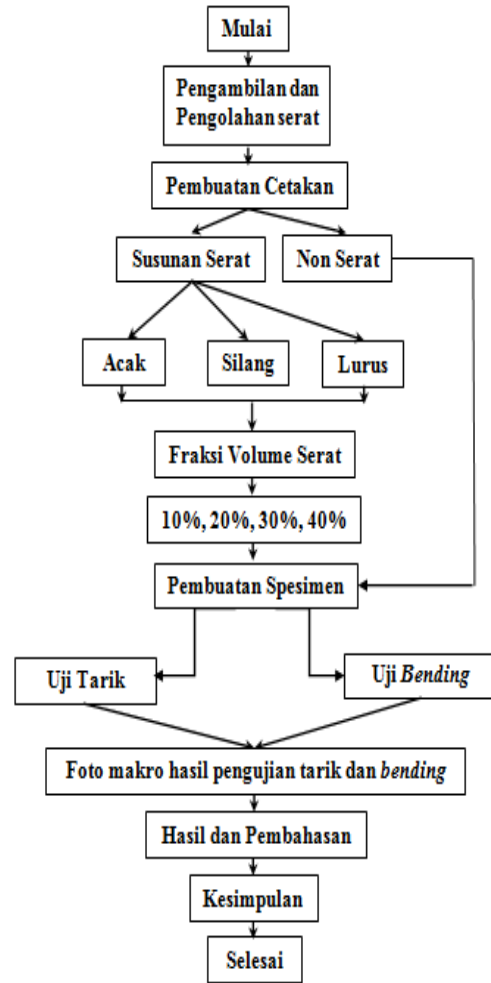 Mulai
Pengambilan dan
Pengolahan serat
Pembuatan Cetakan
Susunan Serat
Non Serat
Acak
Silang
Lurus
Fraksi Volume Serat
10%, 20%, 30%, 40%
Pembuatan Spesimen
Uji Tarik
Uji Bending
Foto makro hasil pengujian tarik dan bending
Hasil dan Pembahasan
Kesimpulan
Selesai